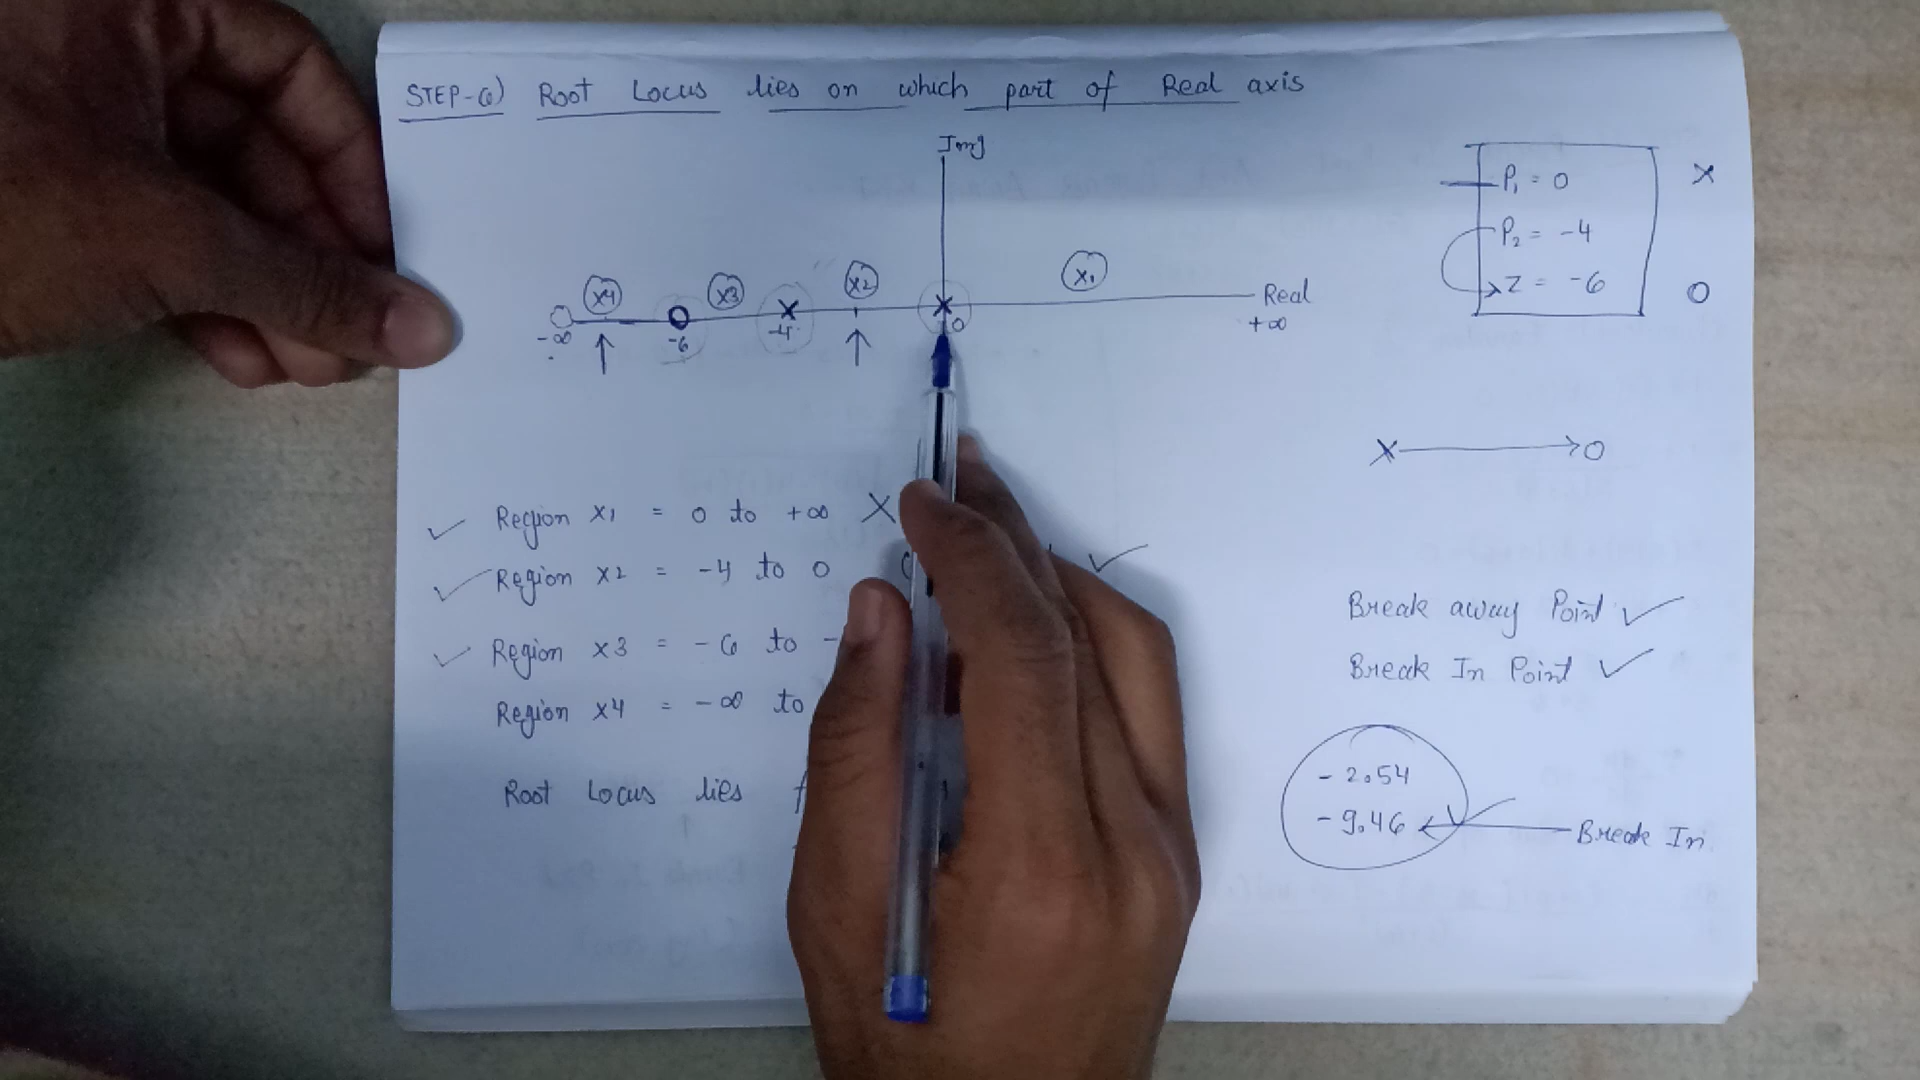 STEP-6) Root Locus lies on which part of Real axis
Img
x4 x3 x2 x1
Real
-∞ -6 -4 0 +∞
P1 = 0 X
P2 = -4
Z = -6 O
X → O
Region x1 = 0 to +∞ X
Region x2 = -4 to 0
Region x3 = -6 to -
Region x4 = -∞ to
Root Locus lies
Break away Point ✓
Break In Point ✓
-2.54
-9.46 ← Break In